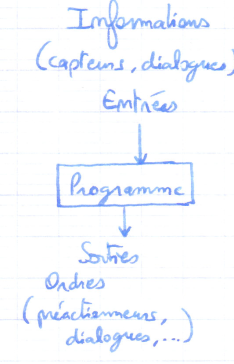 Informations
(capteurs, dialogues)
Entrées
Programme
Sorties
Ordres
(préactionneurs,
dialogues,...)